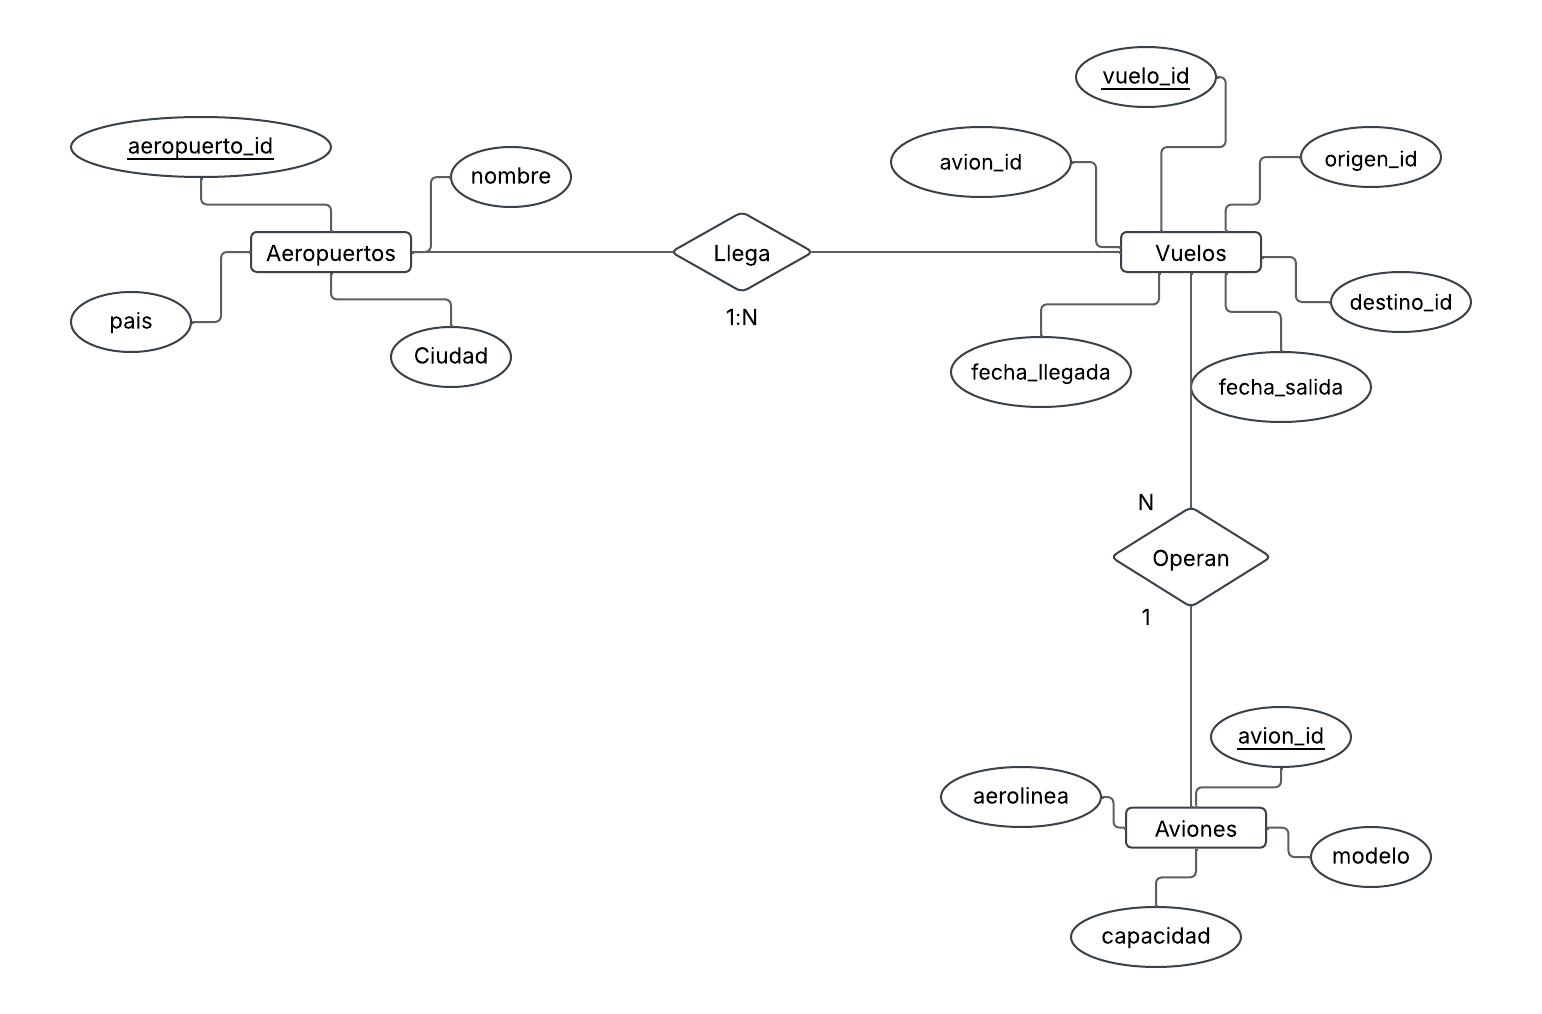 vuelo_id
aeropuerto_id
nombre
avion_id
origen_id
Aeropuertos
Llega
Vuelos
pais
1:N
destino_id
Ciudad
fecha_llegada
fecha_salida
N
Operan
1
avion_id
aerolinea
Aviones
modelo
capacidad